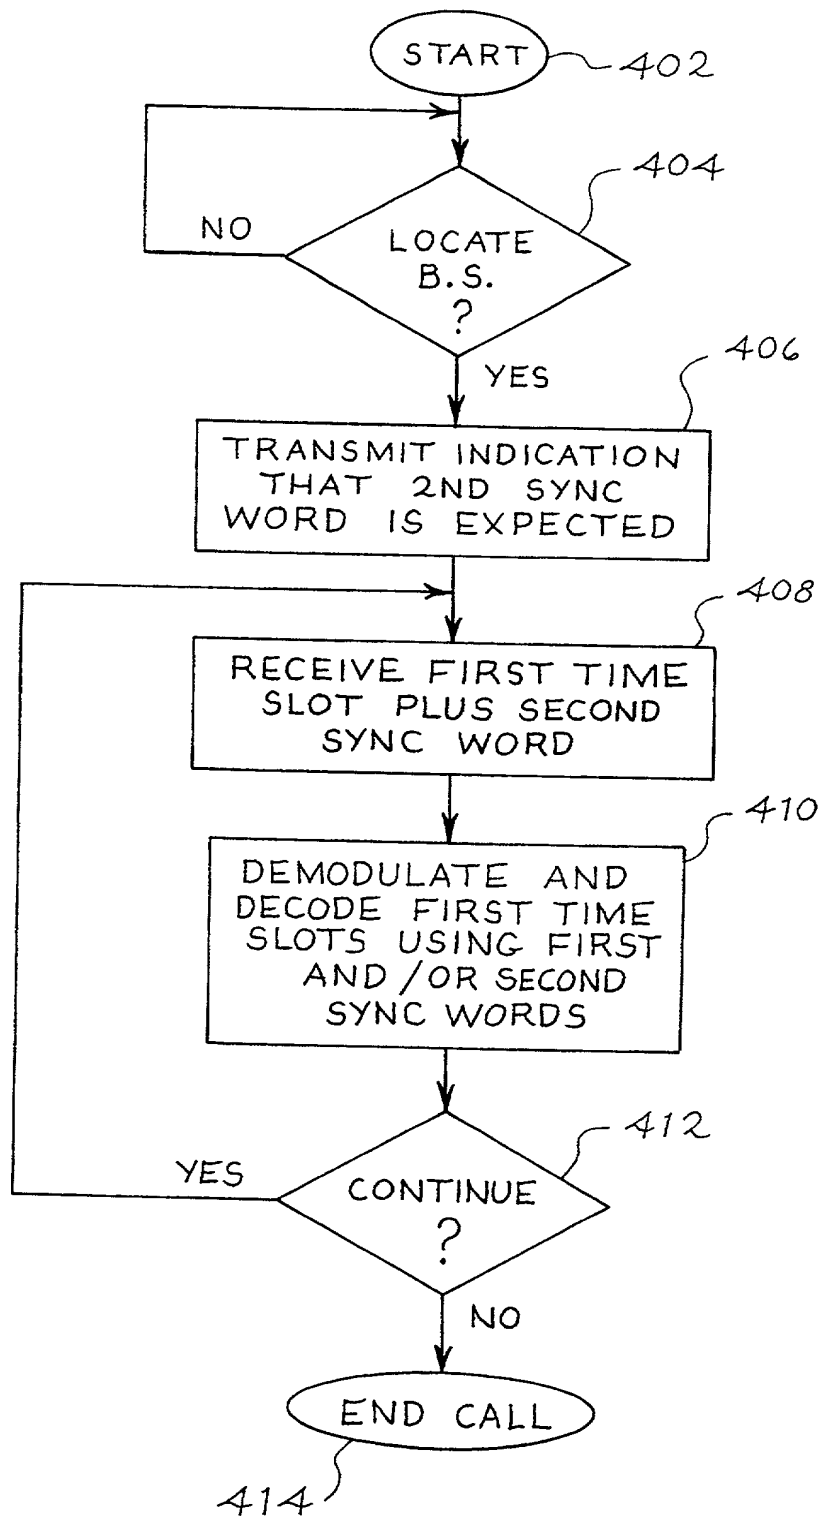 START
402
404
NO
LOCATE
B.S.
?
YES
406
TRANSMIT INDICATION
THAT 2ND SYNC
WORD IS EXPECTED
408
RECEIVE FIRST TIME
SLOT PLUS SECOND
SYNC WORD
410
DEMODULATE AND
DECODE FIRST TIME
SLOTS USING FIRST
AND/OR SECOND
SYNC WORDS
412
YES
CONTINUE
?
NO
END CALL
414